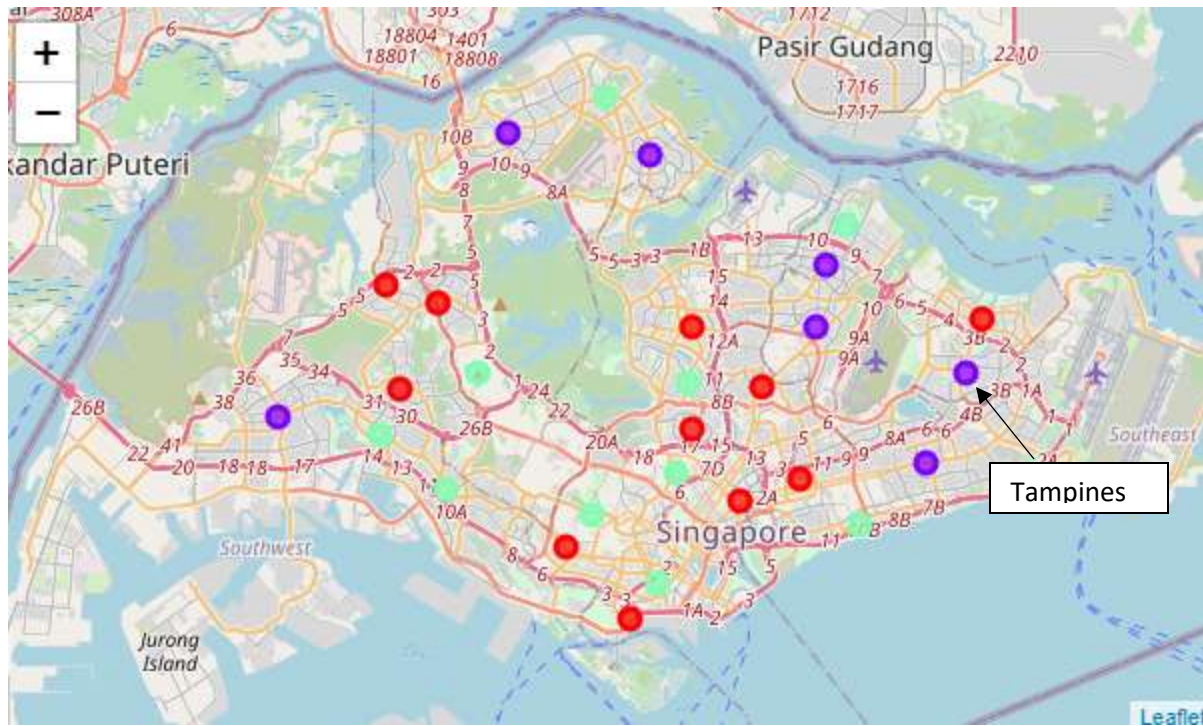 308A
303
1712
18804
1401
18801
18808
16
6
+
−
Pasir Gudang
2210
1716
1717
10B
kandar Puteri
9
10
9
8
8A
7
5
5
5
3
3
1B
13
10
9
15
7
2
2
5
5
5
14
10
6
5
4
3B
2
7
3
12A
9A
2
35
34
2
9A
36
1
24
11
3B
1A
38
31
30
22
8B
6
4B
1
26B
26B
6
6
22
41
20A
17
15
5
8A
1
20
18
18
17
14
13
18
7D
13
3
11
9
9
Southeast
2A
6
2A
Tampines
10A
Singapore
11
B
8B
7B
Southwest
8
6
15
5
2
3
3
1A
2
3
Jurong
Island
Leafle